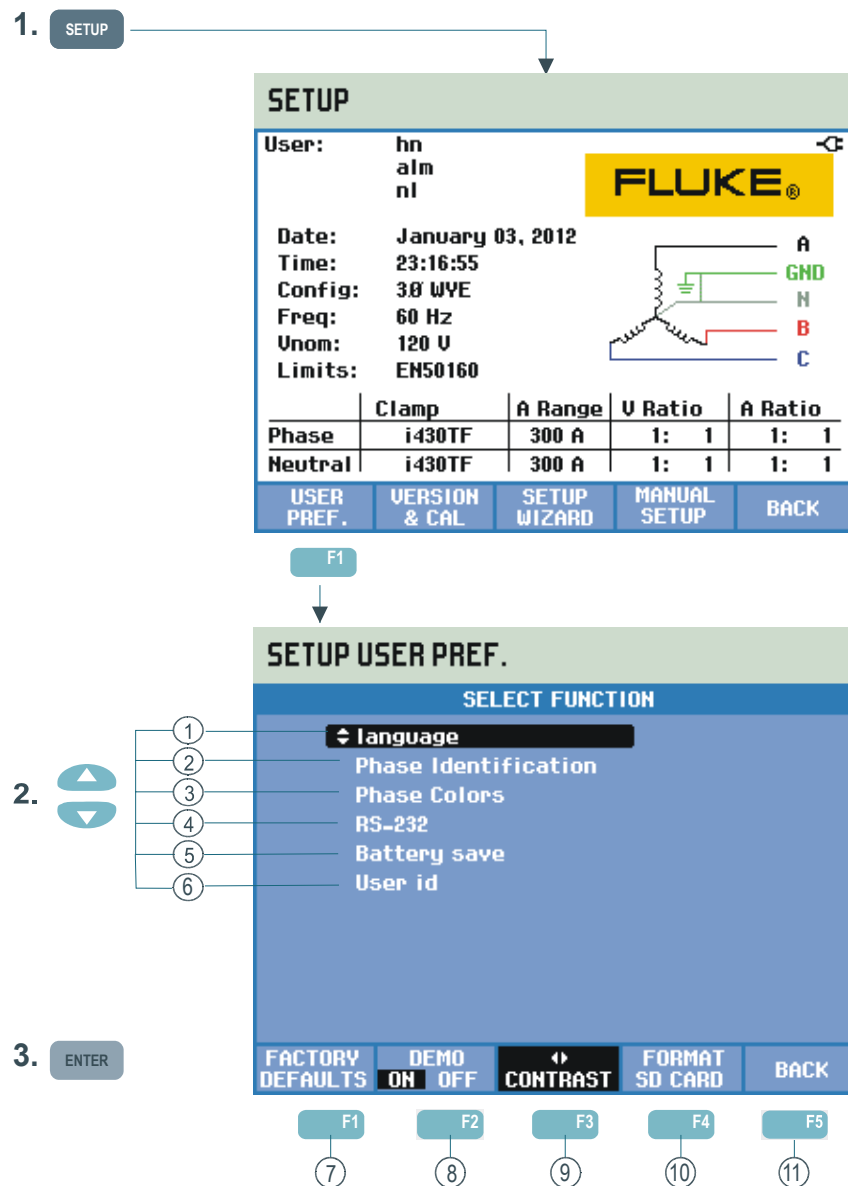 1. SETUP
SETUP
User: hn
alm
nl
FLUKE®
Date: January 03, 2012
Time: 23:16:55
Config: 3Ø WYE
Freq: 60 Hz
Vnom: 120 V
Limits: EN50160
A
GND
N
B
C
Clamp A Range V Ratio A Ratio
Phase i430TF 300 A 1: 1 1: 1
Neutral i430TF 300 A 1: 1 1: 1
USER PREF. VERSION & CAL SETUP WIZARD MANUAL SETUP BACK
F1
SETUP USER PREF.
SELECT FUNCTION
1 language
2 Phase Identification
2. 3 Phase Colors
4 RS-232
5 Battery save
6 User id
3. ENTER
FACTORY DEFAULTS DEMO ON OFF CONTRAST FORMAT SD CARD BACK
F1 F2 F3 F4 F5
7 8 9 10 11